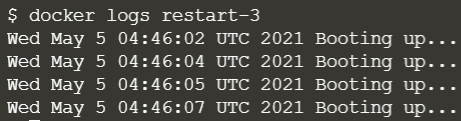 $ docker logs restart-3
Wed May 5 04:46:02 UTC 2021 Booting up...
Wed May 5 04:46:04 UTC 2021 Booting up...
Wed May 5 04:46:05 UTC 2021 Booting up...
Wed May 5 04:46:07 UTC 2021 Booting up...